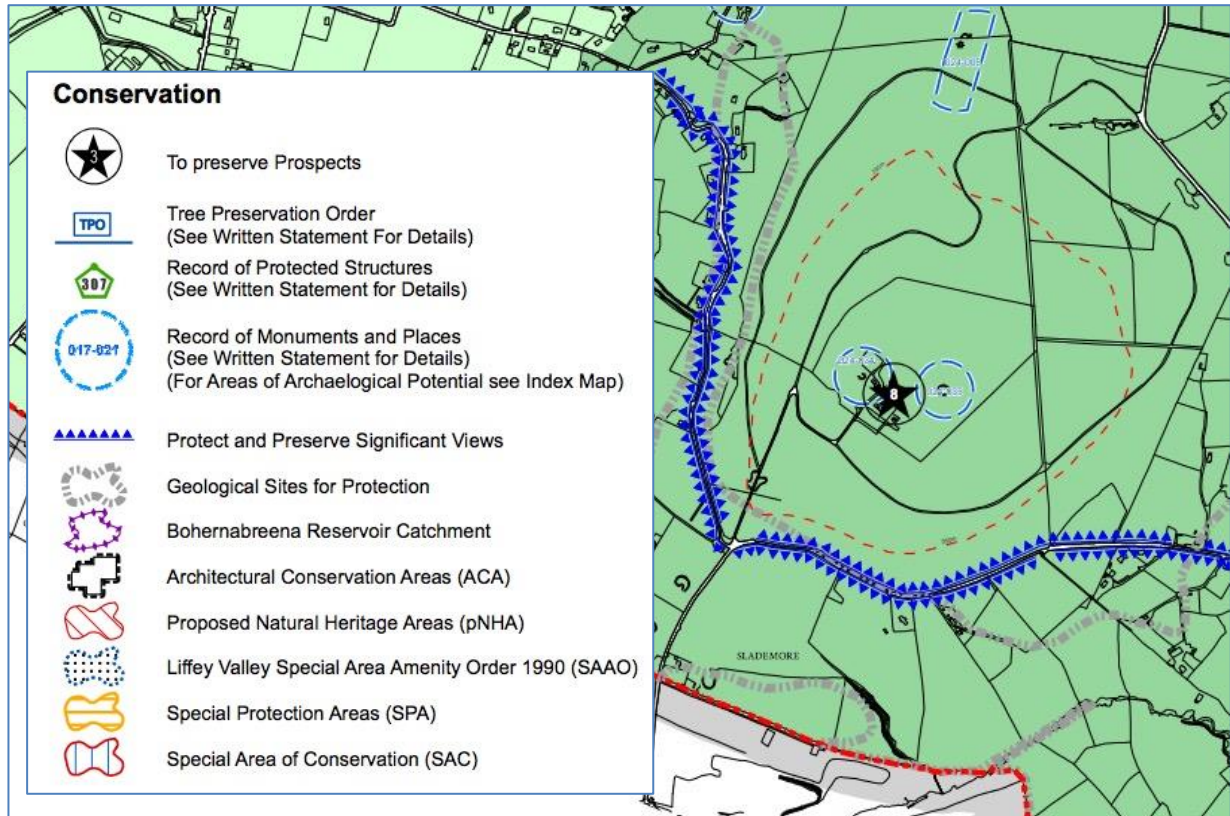 Conservation
3
To preserve Prospects
TPO
Tree Preservation Order
(See Written Statement For Details)
307
Record of Protected Structures
(See Written Statement for Details)
017-021
Record of Monuments and Places
(See Written Statement for Details)
(For Areas of Archaelogical Potential see Index Map)
Protect and Preserve Significant Views
Geological Sites for Protection
Bohernabreena Reservoir Catchment
Architectural Conservation Areas (ACA)
Proposed Natural Heritage Areas (pNHA)
Liffey Valley Special Area Amenity Order 1990 (SAAO)
Special Protection Areas (SPA)
Special Area of Conservation (SAC)
8
G
SLADEMORE
C